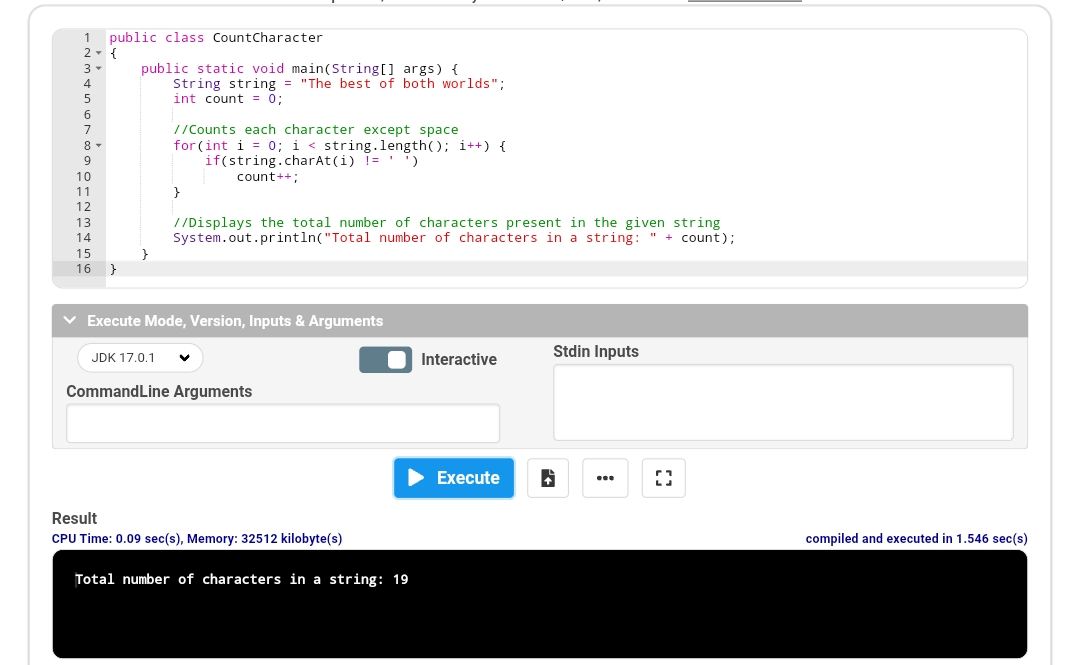 1 public class CountCharacter
2 {
3     public static void main(String[] args) {
4         String string = "The best of both worlds";
5         int count = 0;
6
7         //Counts each character except space
8         for(int i = 0; i < string.length(); i++) {
9             if(string.charAt(i) != ' ')
10                 count++;
11         }
12
13         //Displays the total number of characters present in the given string
14         System.out.println("Total number of characters in a string: " + count);
15     }
16 }
Execute Mode, Version, Inputs & Arguments
JDK 17.0.1
Interactive
Stdin Inputs
CommandLine Arguments
Execute
Result
CPU Time: 0.09 sec(s), Memory: 32512 kilobyte(s)
compiled and executed in 1.546 sec(s)
Total number of characters in a string: 19